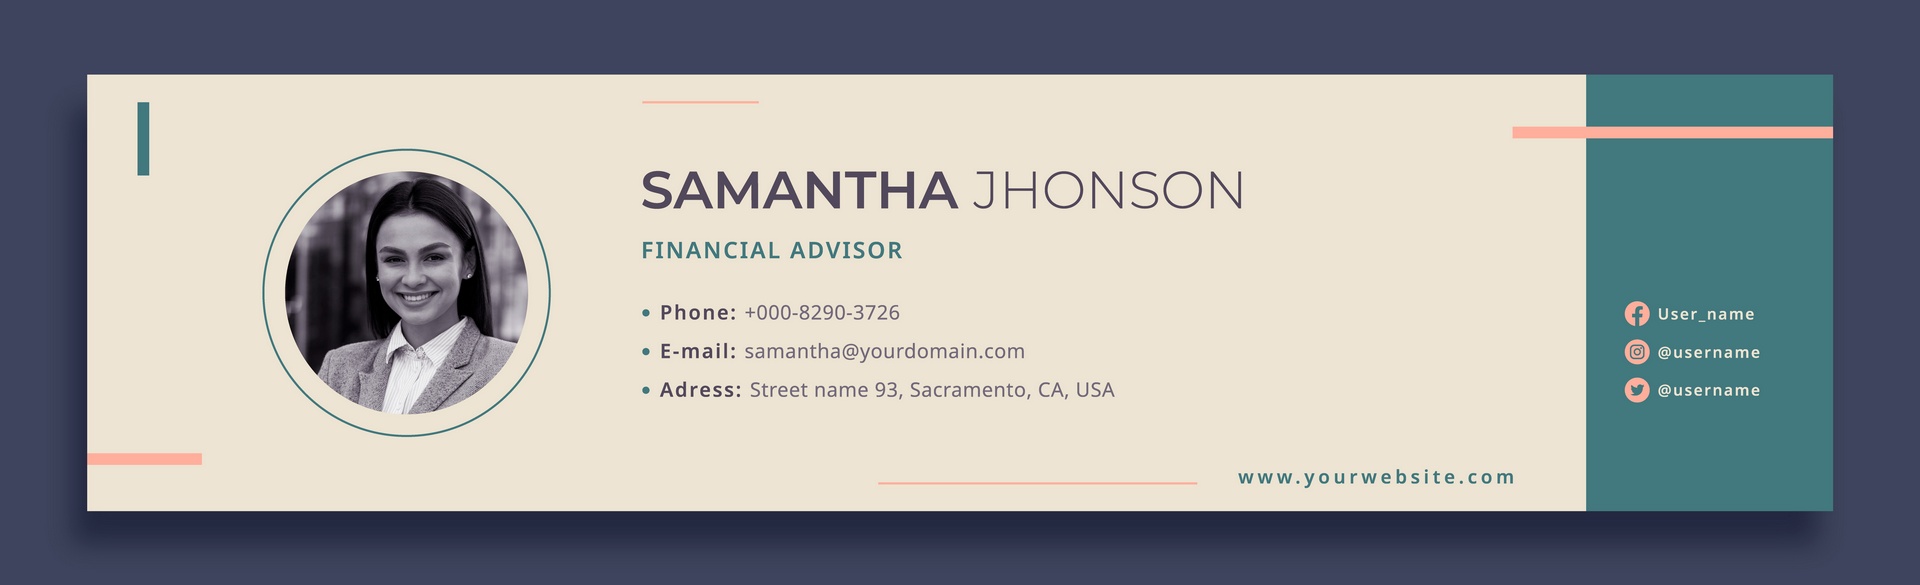 SAMANTHA JHONSON
FINANCIAL ADVISOR
• Phone: +000-8290-3726
• E-mail: samantha@yourdomain.com
• Adress: Street name 93, Sacramento, CA, USA
www.yourwebsite.com
User_name
@username
@username